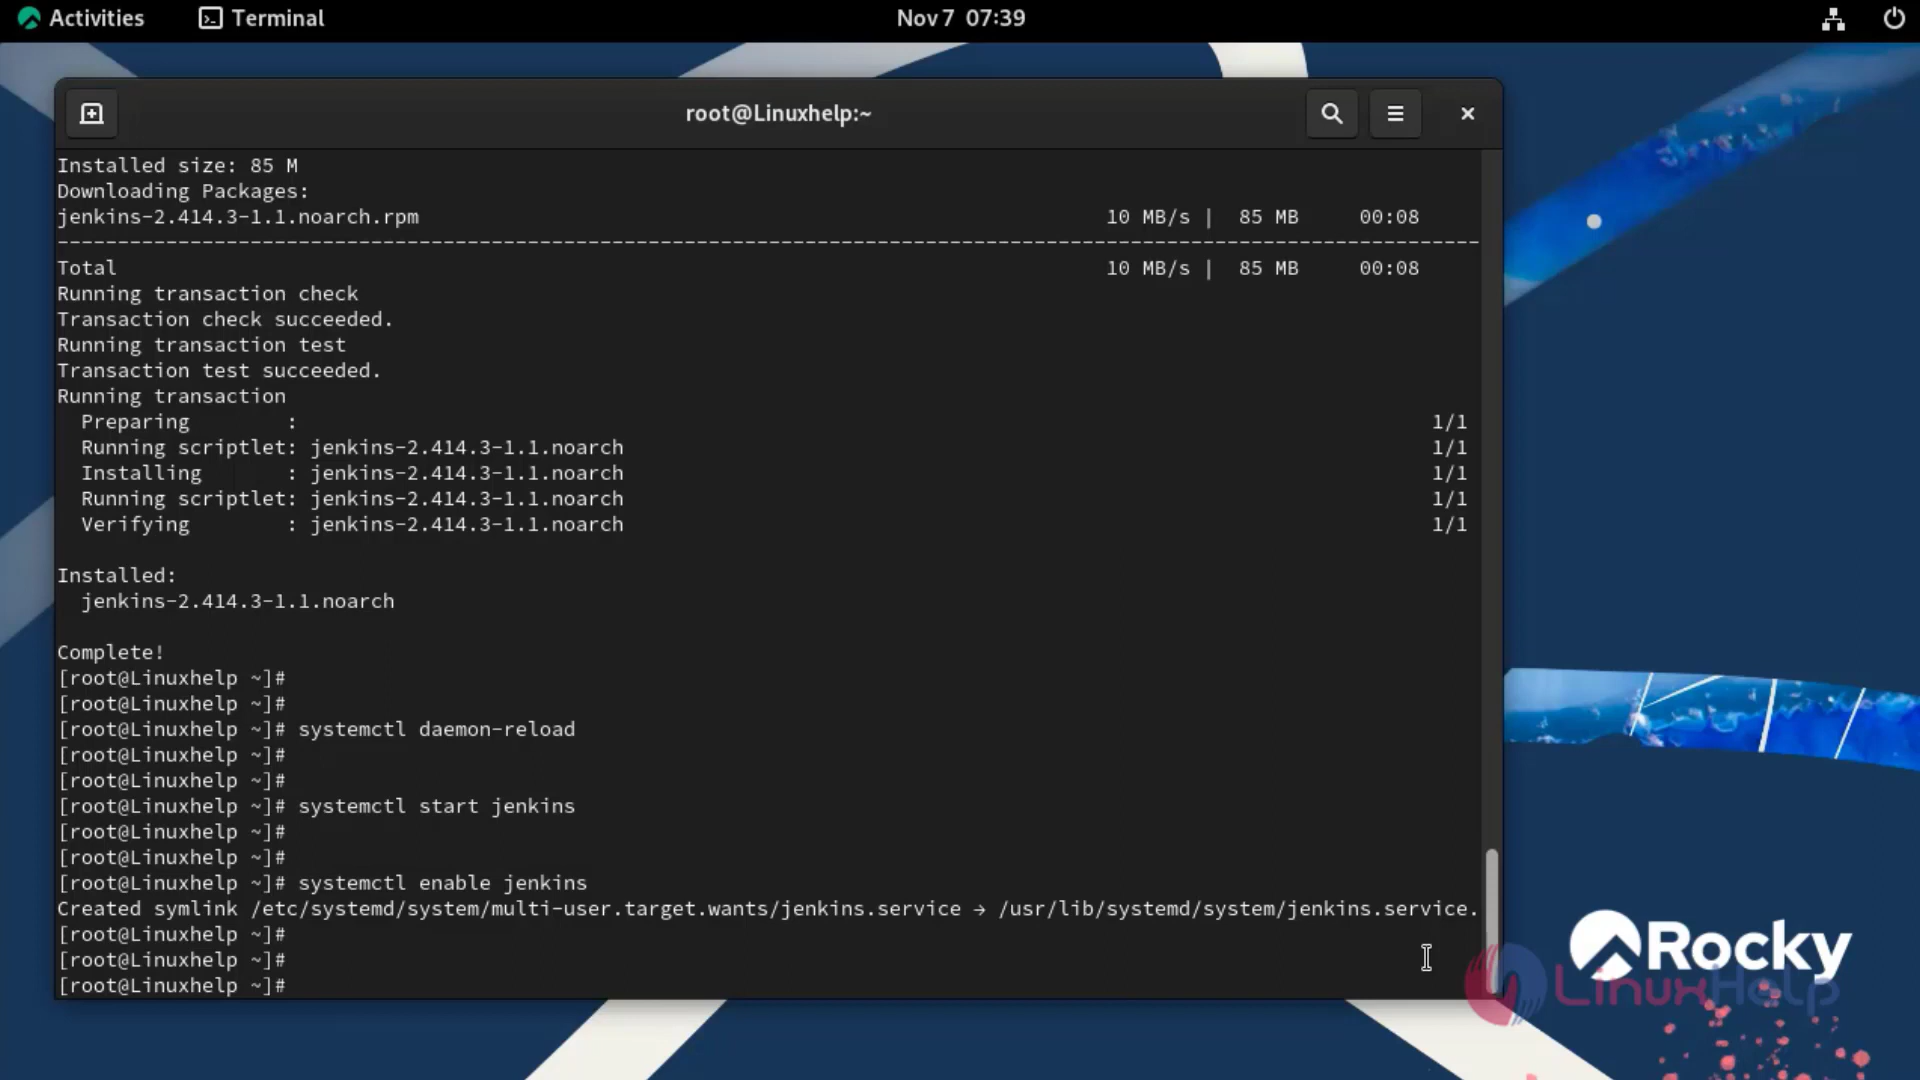 Activities Terminal Nov 7 07:39
root@Linuxhelp:~
Installed size: 85 M
Downloading Packages:
jenkins-2.414.3-1.1.noarch.rpm 10 MB/s | 85 MB 00:08
--------------------------------------------------------------------------------
Total 10 MB/s | 85 MB 00:08
Running transaction check
Transaction check succeeded.
Running transaction test
Transaction test succeeded.
Running transaction
Preparing : 1/1
Running scriptlet: jenkins-2.414.3-1.1.noarch 1/1
Installing : jenkins-2.414.3-1.1.noarch 1/1
Running scriptlet: jenkins-2.414.3-1.1.noarch 1/1
Verifying : jenkins-2.414.3-1.1.noarch 1/1
Installed:
jenkins-2.414.3-1.1.noarch
Complete!
[root@Linuxhelp ~]#
[root@Linuxhelp ~]#
[root@Linuxhelp ~]# systemctl daemon-reload
[root@Linuxhelp ~]#
[root@Linuxhelp ~]#
[root@Linuxhelp ~]# systemctl start jenkins
[root@Linuxhelp ~]#
[root@Linuxhelp ~]#
[root@Linuxhelp ~]# systemctl enable jenkins
Created symlink /etc/systemd/system/multi-user.target.wants/jenkins.service → /usr/lib/systemd/system/jenkins.service.
[root@Linuxhelp ~]#
[root@Linuxhelp ~]#
[root@Linuxhelp ~]#
Rocky
LinuxHelp